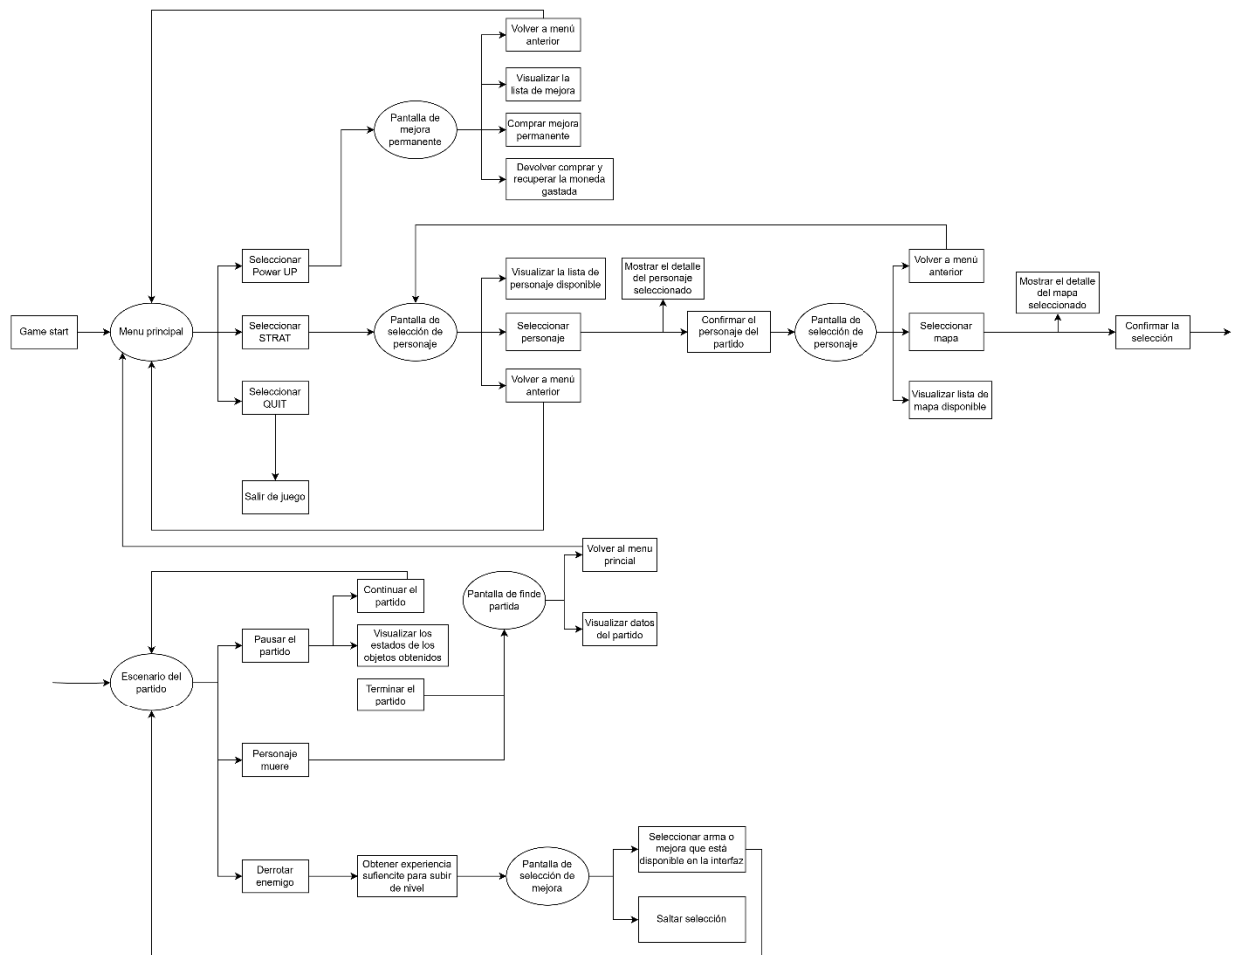 Volver a menú
anterior
Visualizar la
lista de mejora
Pantalla de
mejora
permanente
Comprar mejora
permanente
Devolver comprar y
recuperar la moneda
gastada
Seleccionar
Power UP
Visualizar la lista de
personaje disponible
Mostrar el detalle
del personaje
seleccionado
Volver a menú
anterior
Mostrar el detalle
del mapa
seleccionado
Game start
Menu principal
Seleccionar
STRAT
Pantalla de
selección de
personaje
Seleccionar
personaje
Confirmar el
personaje del
partido
Pantalla de
selección de
personaje
Seleccionar
mapa
Confirmar la
selección
Seleccionar
QUIT
Volver a menú
anterior
Visualizar lista de
mapa disponible
Salir de juego
Volver al menu
princial
Continuar el
partido
Pantalla de finde
partida
Visualizar datos
del partido
Pausar el
partido
Visualizar los
estados de los
objetos obtenidos
Escenario del
partido
Terminar el
partido
Personaje
muere
Seleccionar arma o
mejora que está
disponible en la interfaz
Derrotar
enemigo
Obtener experiencia
sufiencite para subir
de nivel
Pantalla de
selección de
mejora
Saltar selección